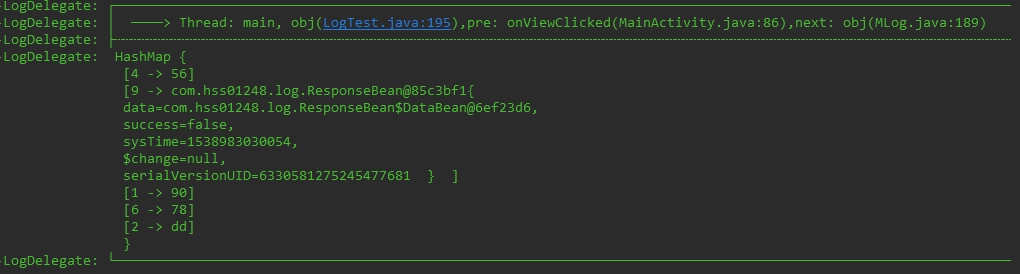 -LogDelegate:
-LogDelegate: ────> Thread: main, obj(LogTest.java:195),pre: onViewClicked(MainActivity.java:86),next: obj(MLog.java:189)
-LogDelegate:
-LogDelegate: HashMap {
[4 -> 56]
[9 -> com.hss01248.log.ResponseBean@85c3bf1{
data=com.hss01248.log.ResponseBean$DataBean@6ef23d6,
success=false,
sysTime=1538983030054,
$change=null,
serialVersionUID=6330581275245477681 } ]
[1 -> 90]
[6 -> 78]
[2 -> dd]
}
-LogDelegate: